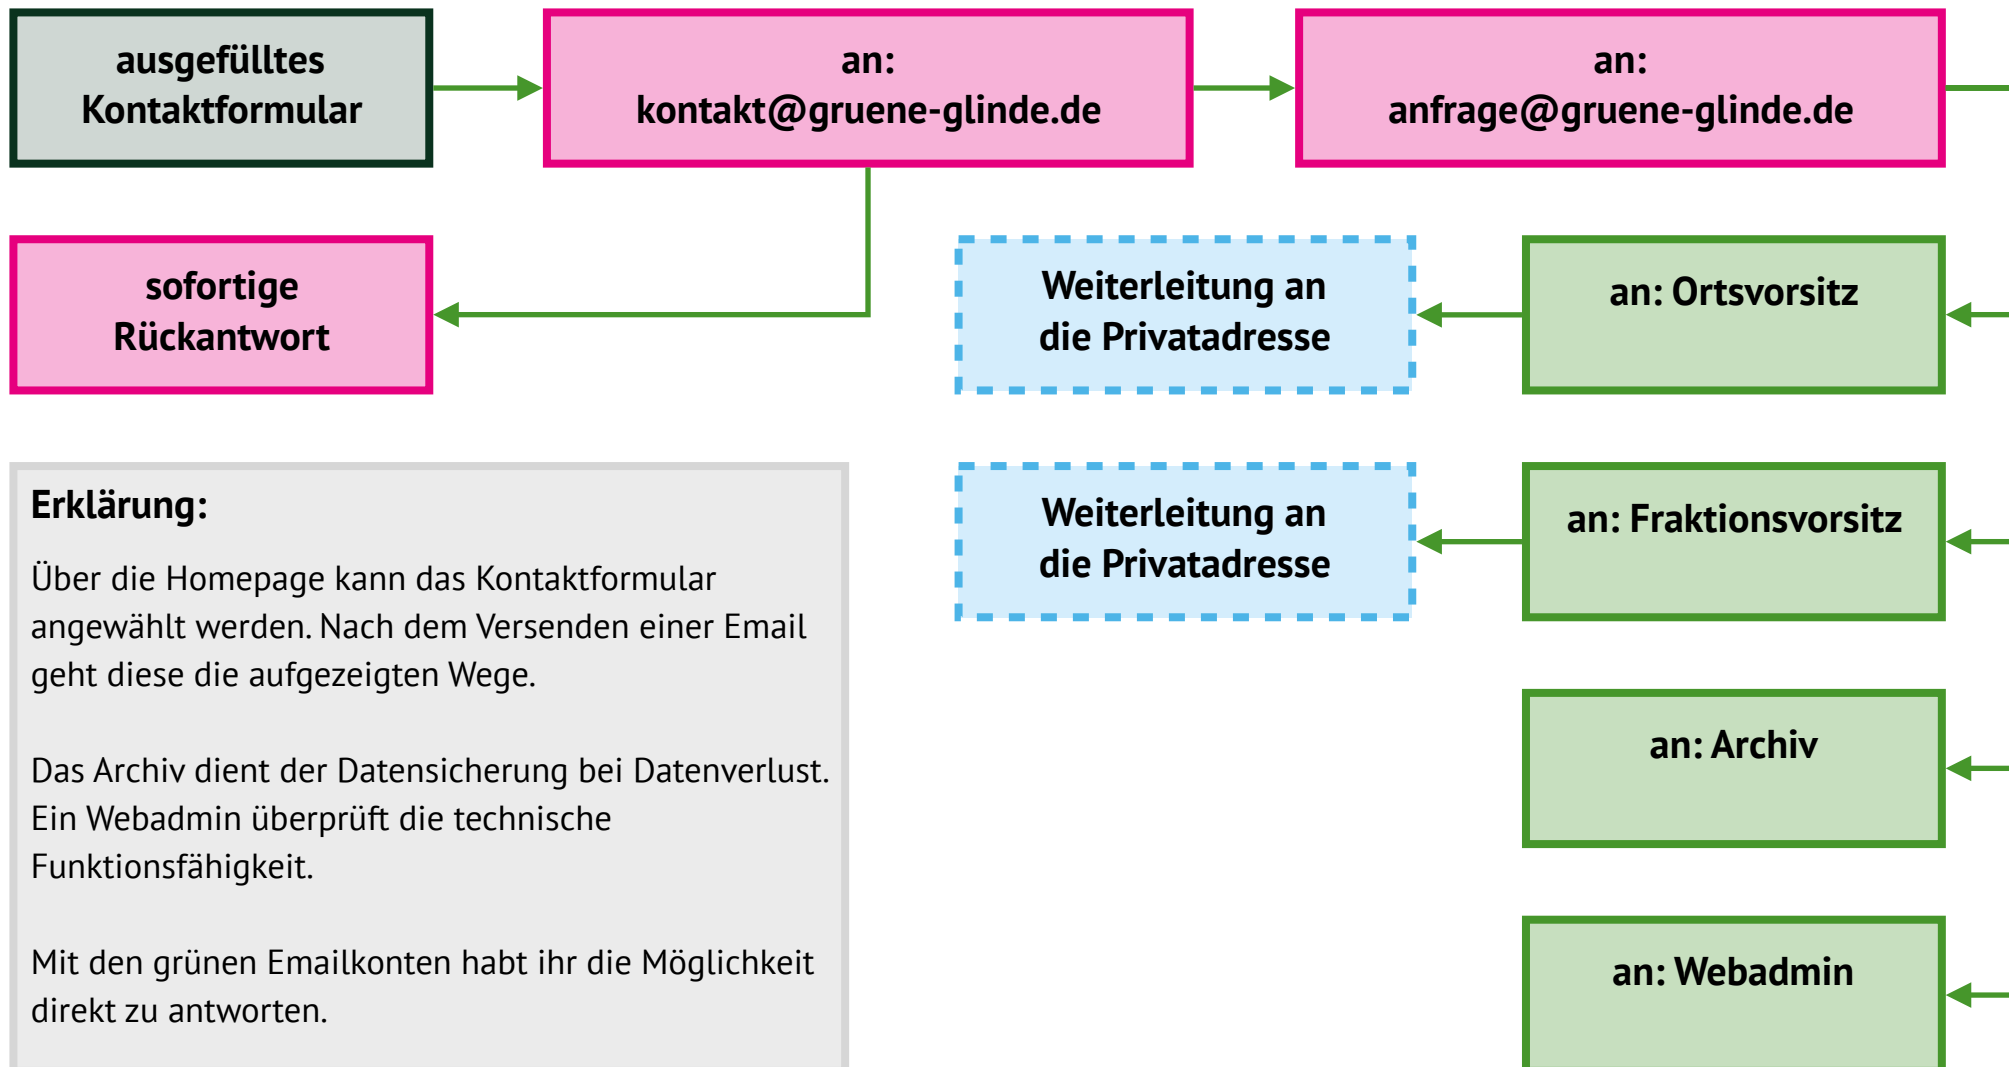 ausgefülltes
Kontaktformular
an:
kontakt@gruene-glinde.de
an:
anfrage@gruene-glinde.de
sofortige
Rückantwort
Weiterleitung an
die Privatadresse
an: Ortsvorsitz
Weiterleitung an
die Privatadresse
an: Fraktionsvorsitz
an: Archiv
an: Webadmin
Erklärung:
Über die Homepage kann das Kontaktformular
angewählt werden. Nach dem Versenden einer Email
geht diese die aufgezeigten Wege.
Das Archiv dient der Datensicherung bei Datenverlust.
Ein Webadmin überprüft die technische
Funktionsfähigkeit.
Mit den grünen Emailkonten habt ihr die Möglichkeit
direkt zu antworten.